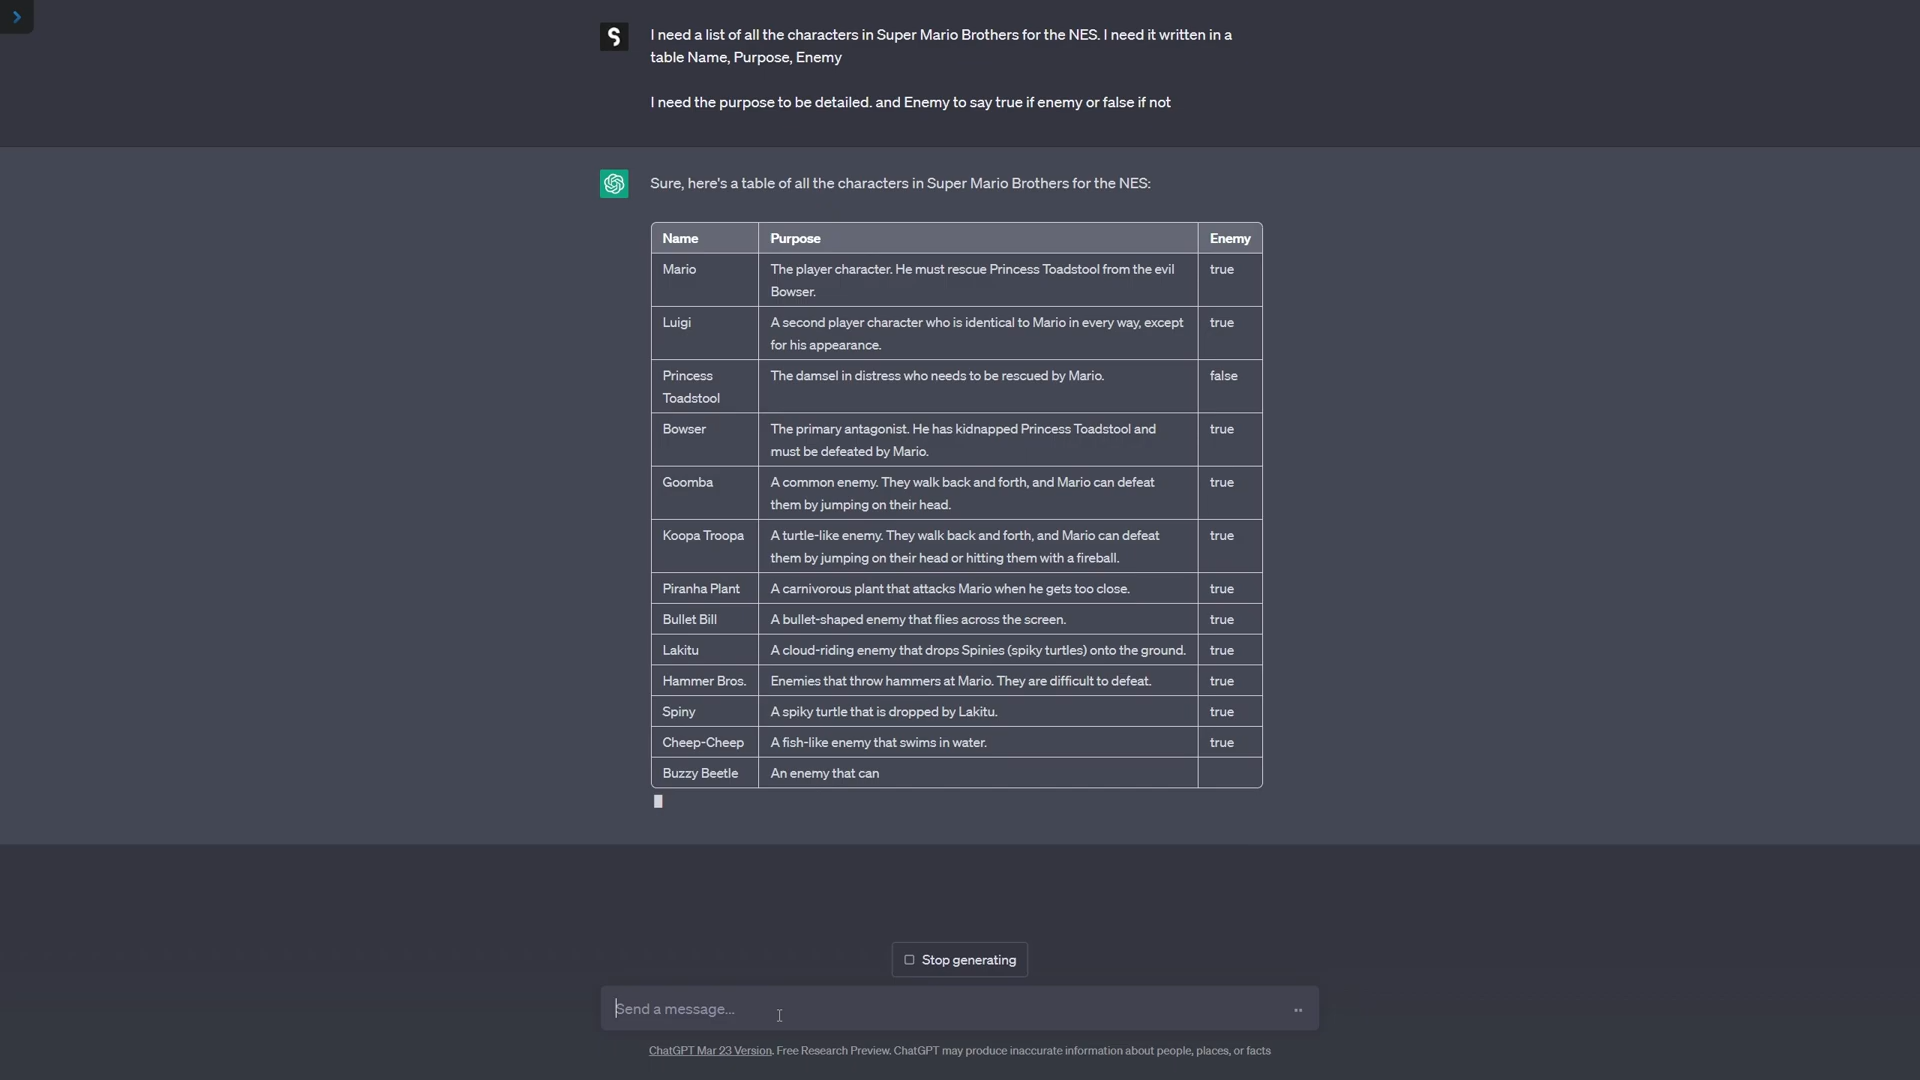 I need a list of all the characters in Super Mario Brothers for the NES. I need it written in a
table Name, Purpose, Enemy
I need the purpose to be detailed. and Enemy to say true if enemy or false if not
Sure, here's a table of all the characters in Super Mario Brothers for the NES:
Name Purpose Enemy
Mario The player character. He must rescue Princess Toadstool from the evil true
Bowser.
Luigi A second player character who is identical to Mario in every way, except true
for his appearance.
Princess The damsel in distress who needs to be rescued by Mario. false
Toadstool
Bowser The primary antagonist. He has kidnapped Princess Toadstool and true
must be defeated by Mario.
Goomba A common enemy. They walk back and forth, and Mario can defeat true
them by jumping on their head.
Koopa Troopa A turtle-like enemy. They walk back and forth, and Mario can defeat true
them by jumping on their head or hitting them with a fireball.
Piranha Plant A carnivorous plant that attacks Mario when he gets too close. true
Bullet Bill A bullet-shaped enemy that flies across the screen. true
Lakitu A cloud-riding enemy that drops Spinies (spiky turtles) onto the ground. true
Hammer Bros. Enemies that throw hammers at Mario. They are difficult to defeat. true
Spiny A spiky turtle that is dropped by Lakitu. true
Cheep-Cheep A fish-like enemy that swims in water. true
Buzzy Beetle An enemy that can
Stop generating
Send a message...
ChatGPT Mar 23 Version. Free Research Preview. ChatGPT may produce inaccurate information about people, places, or facts